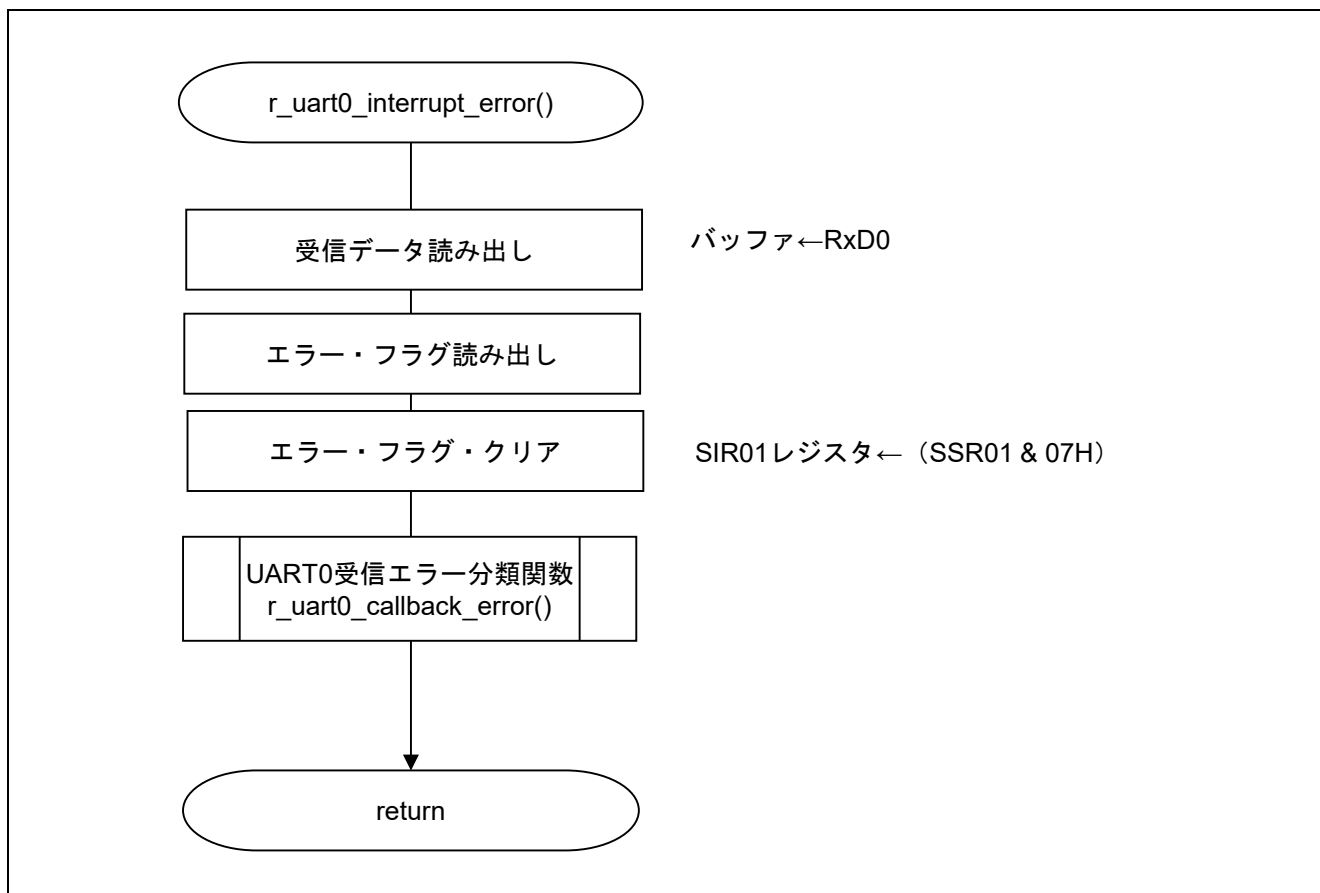 r_uart0_interrupt_error()
受信データ読み出し
バッファ←RxD0
エラー・フラグ読み出し
エラー・フラグ・クリア
SIR01レジスタ←（SSR01 & 07H）
UART0受信エラー分類関数
r_uart0_callback_error()
return